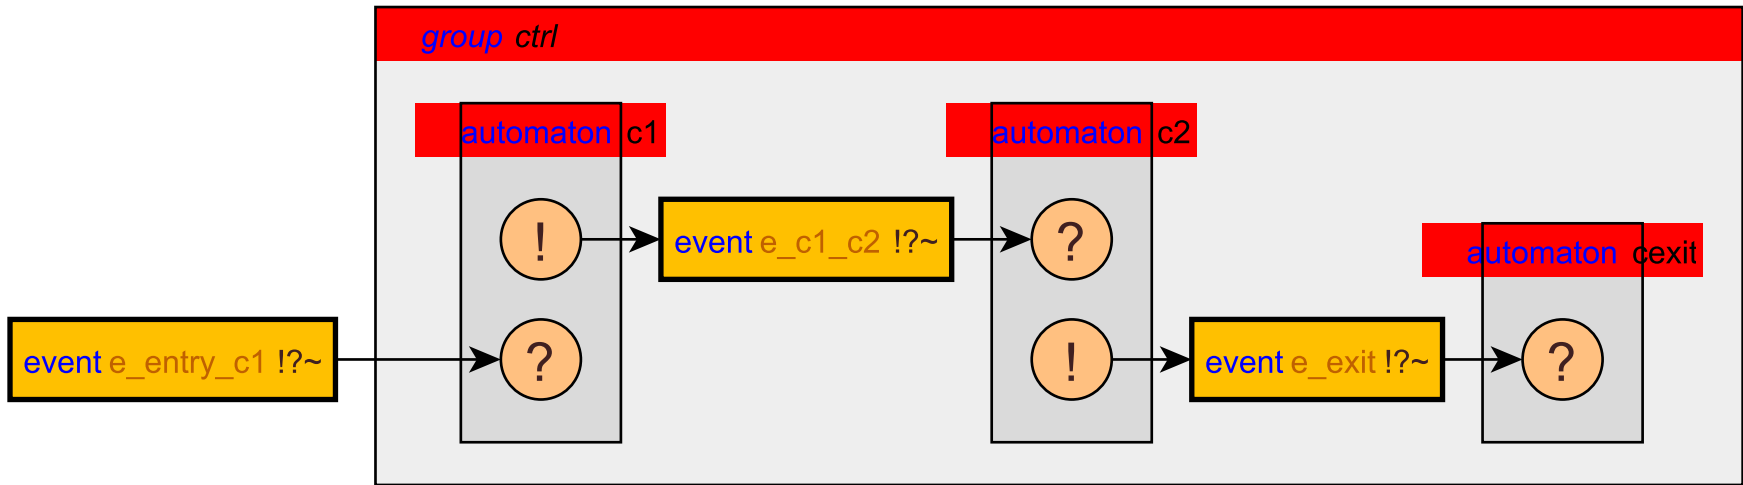 group ctrl
automaton c1
automaton c2
! event e_c1_c2 !?~ ?
automaton cexit
event e_entry_c1 !?~ ? ! event e_exit !?~ ?